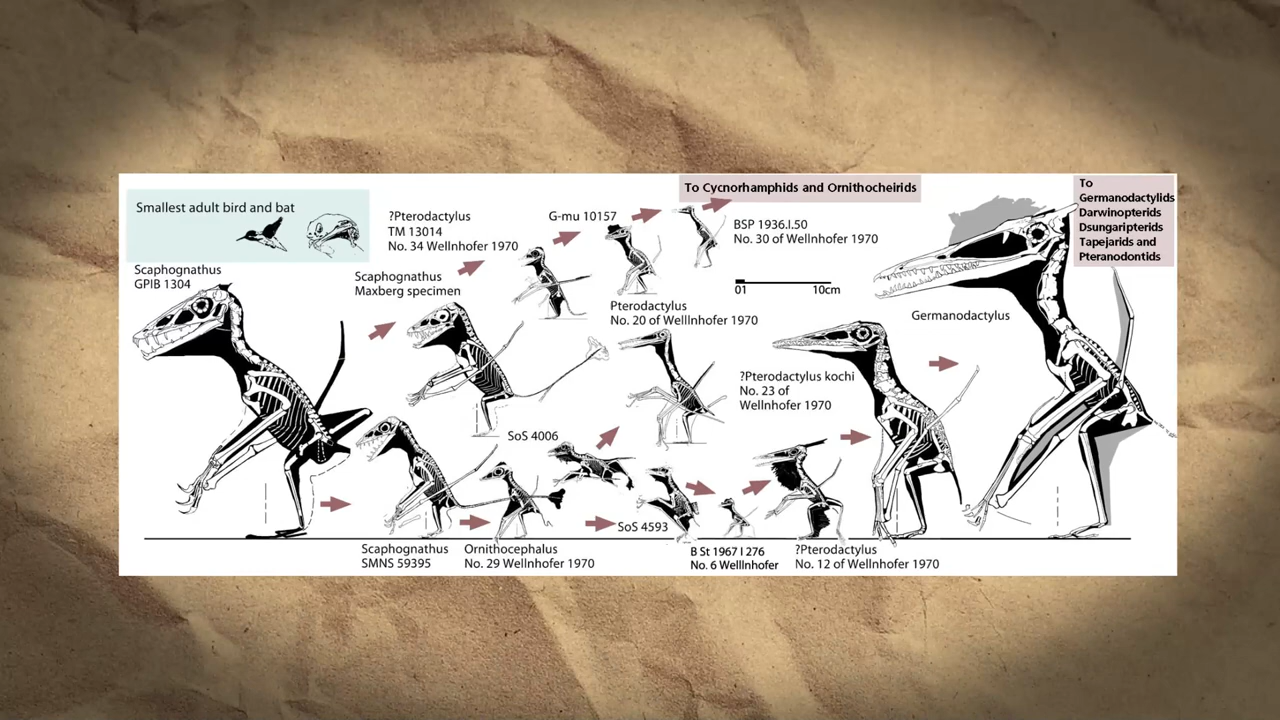 Smallest adult bird and bat
Scaphognathus
GPIB 1304
?Pterodactylus
TM 13014
No. 34 Wellnhofer 1970
Scaphognathus
Maxberg specimen
G-mu 10157
To Cycnorhamphids and Ornithocheirids
BSP 1936.I.50
No. 30 of Wellnhofer 1970
01 10cm
Pterodactylus
No. 20 of Welllnhofer 1970
To
Germanodactylids
Darwinopterids
Dsungaripterids
Tapejarids and
Pteranodontids
Germanodactylus
?Pterodactylus kochi
No. 23 of
Wellnhofer 1970
SoS 4006
SoS 4593
Scaphognathus
SMNS 59395
Ornithocephalus
No. 29 Wellnhofer 1970
B St 1967 I 276
No. 6 Welllnhofer
?Pterodactylus
No. 12 of Wellnhofer 1970